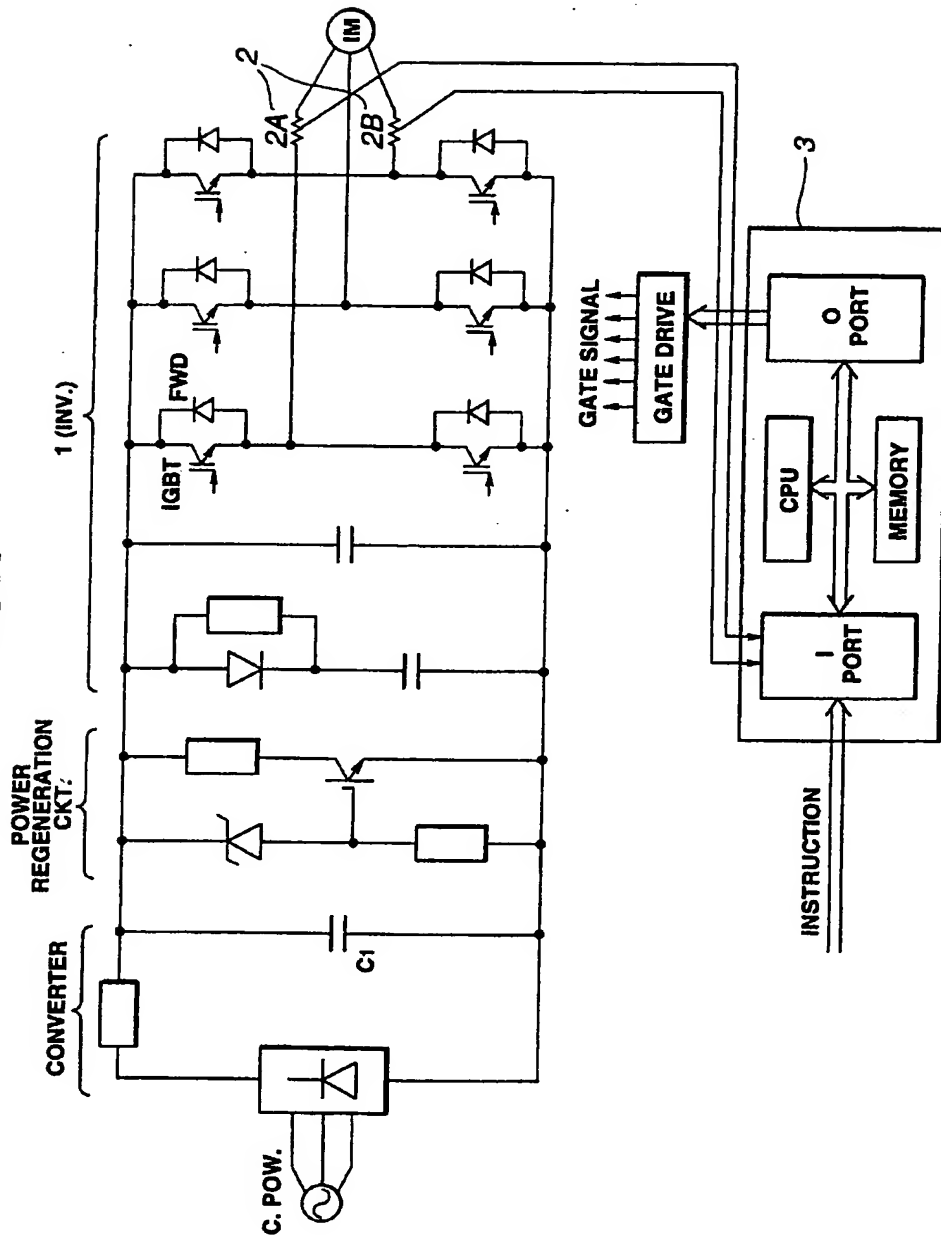 1 (INV.)
POWER
REGENERATION
CKT.
CONVERTER
IGBT
FWD
2
2A
2B
IM
C1
C. POW.
GATE SIGNAL
GATE DRIVE
3
CPU
MEMORY
I
PORT
O
PORT
INSTRUCTION